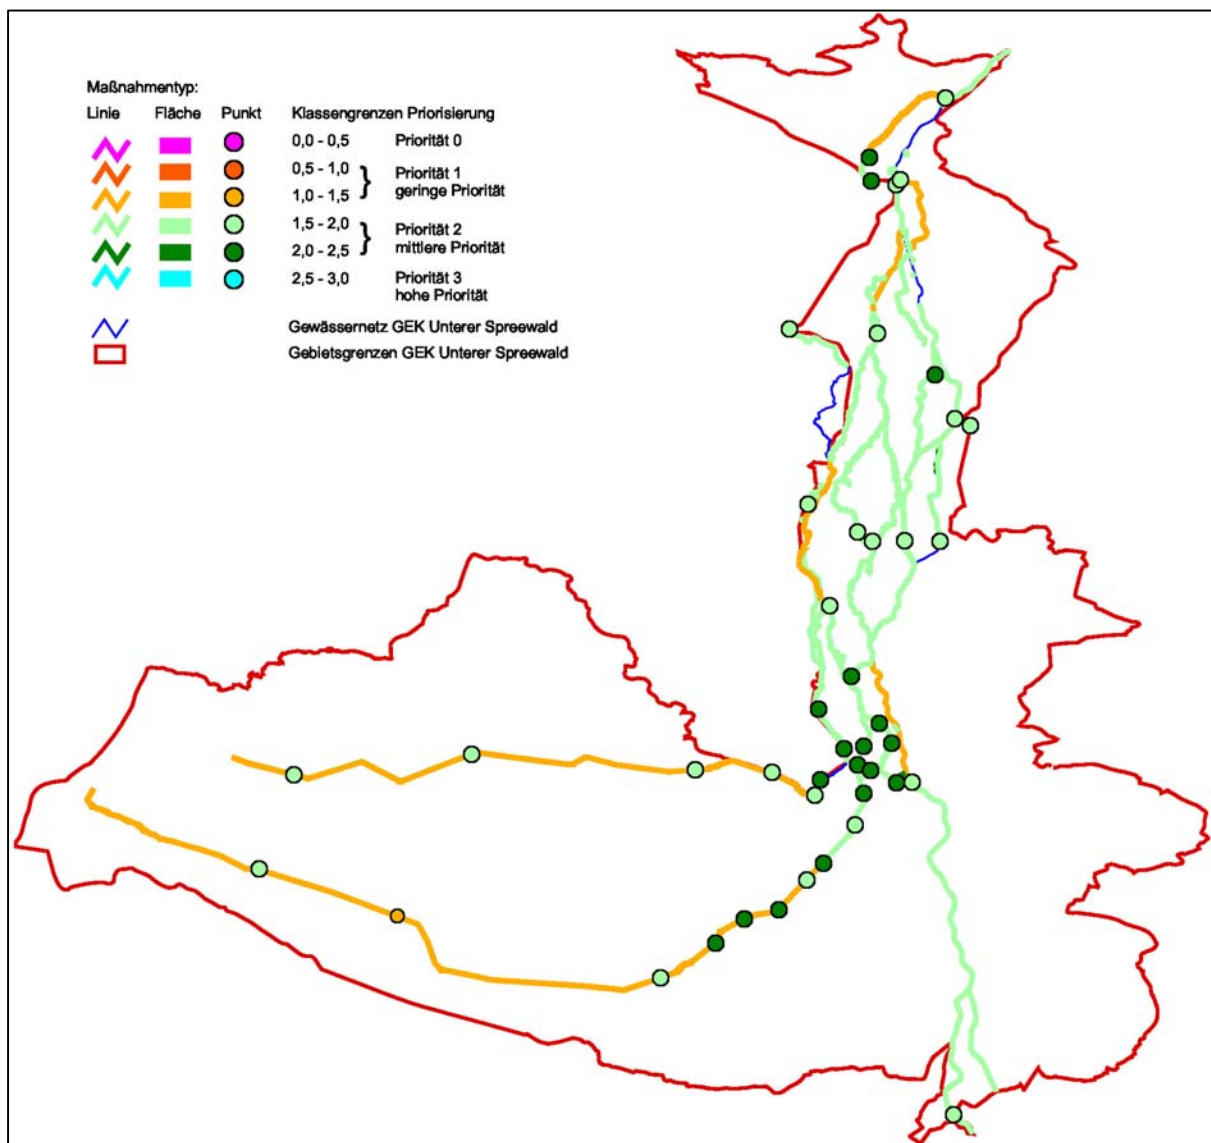 Maßnahmentyp:
Linie Fläche Punkt Klassengrenzen Priorisierung
0,0 - 0,5 Priorität 0
0,5 - 1,0 } Priorität 1
1,0 - 1,5 geringe Priorität
1,5 - 2,0 } Priorität 2
2,0 - 2,5 mittlere Priorität
2,5 - 3,0 Priorität 3
hohe Priorität
Gewässernetz GEK Unterer Spreewald
Gebietsgrenzen GEK Unterer Spreewald